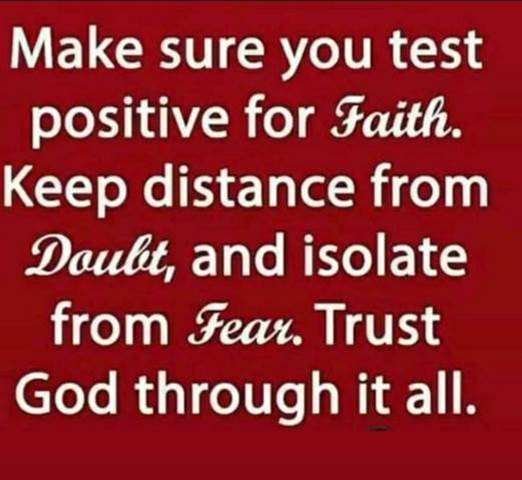 Make sure you test
positive for Faith.
Keep distance from
Doubt, and isolate
from Fear. Trust
God through it all.